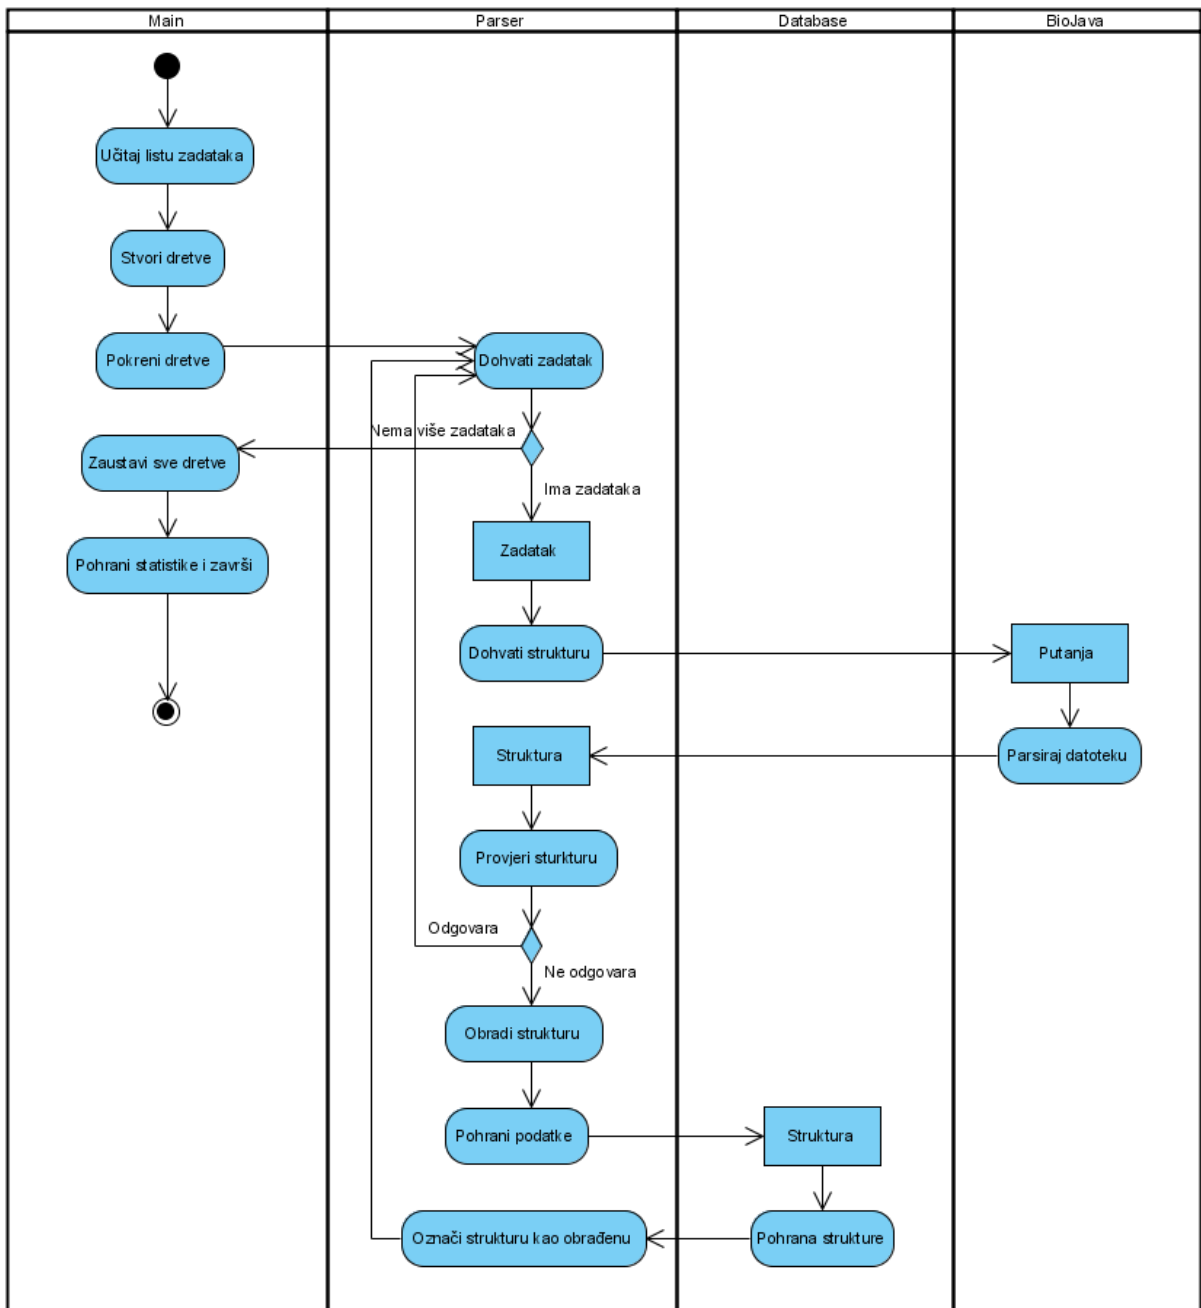 Main
Parser
Database
BioJava
Učitaj listu zadataka
Stvori dretve
Pokreni dretve
Dohvati zadatak
Nema više zadataka
Zaustavi sve dretve
Ima zadataka
Zadatak
Pohrani statistike i završi
Dohvati strukturu
Putanja
Struktura
Parsiraj datoteku
Provjeri sturkturu
Odgovara
Ne odgovara
Obradi strukturu
Pohrani podatke
Struktura
Označi strukturu kao obrađenu
Pohrana strukture